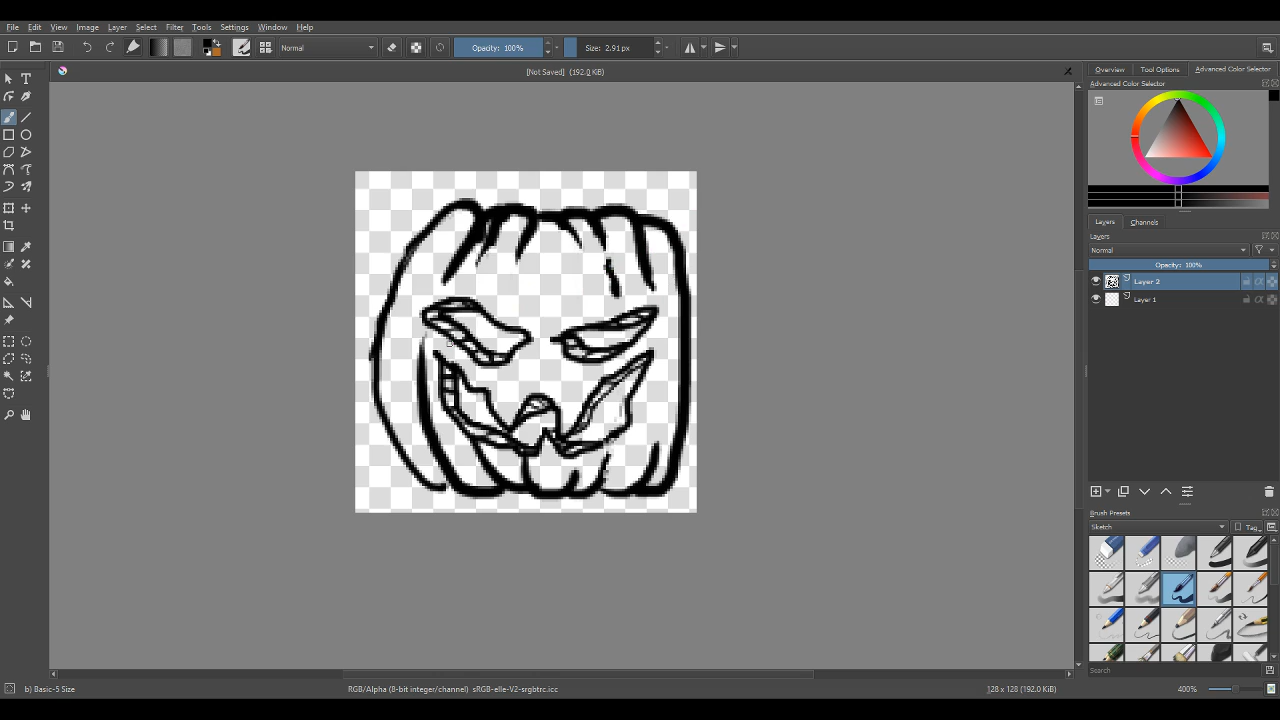 File Edit View Image Layer Select Filter Tools Settings Window Help
Normal Opacity: 100% Size: 2.91 px
[Not Saved] (192.0 KiB)
Overview Tool Options Advanced Color Selector
Advanced Color Selector
Layers Channels
Layers
Normal
Opacity: 100%
Layer 2
Layer 1
Brush Presets
Sketch Tag
Search
b) Basic-5 Size RGB/Alpha (8-bit integer/channel) sRGB-elle-V2-srgbtrc.icc 128 x 128 (192.0 KiB) 400%